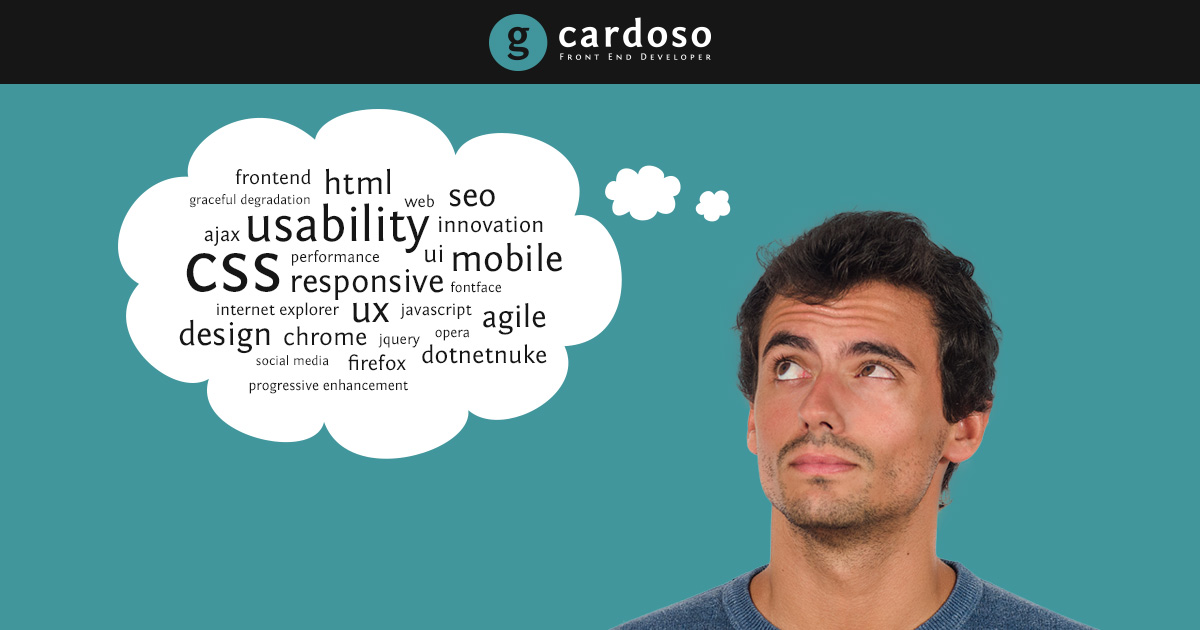 g cardoso
Front End Developer
frontend html web seo
graceful degradation
ajax usability innovation
css performance ui mobile
responsive fontface
internet explorer ux javascript agile
design chrome jquery opera
social media firefox dotnetnuke
progressive enhancement